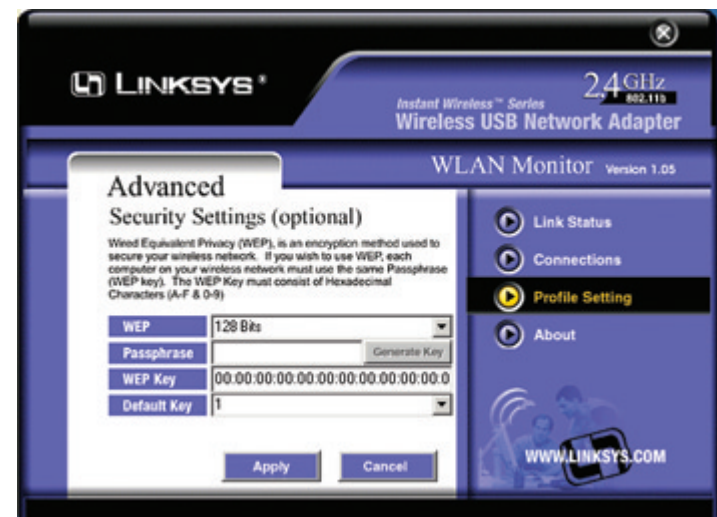 LINKSYS®
2.4 GHz
802.11b
Instant Wireless™ Series
Wireless USB Network Adapter
WLAN Monitor Version 1.05
Advanced
Security Settings (optional)
Wired Equivalent Privacy (WEP), is an encryption method used to
secure your wireless network. If you wish to use WEP, each
computer on your wireless network must use the same Passphrase
(WEP key). The WEP Key must consist of Hexadecimal
Characters (A-F & 0-9)
WEP 128 Bits
Passphrase Generate Key
WEP Key 00:00:00:00:00:00:00:00:00:00:00:0
Default Key 1
Apply Cancel
Link Status
Connections
Profile Setting
About
WWW.LINKSYS.COM